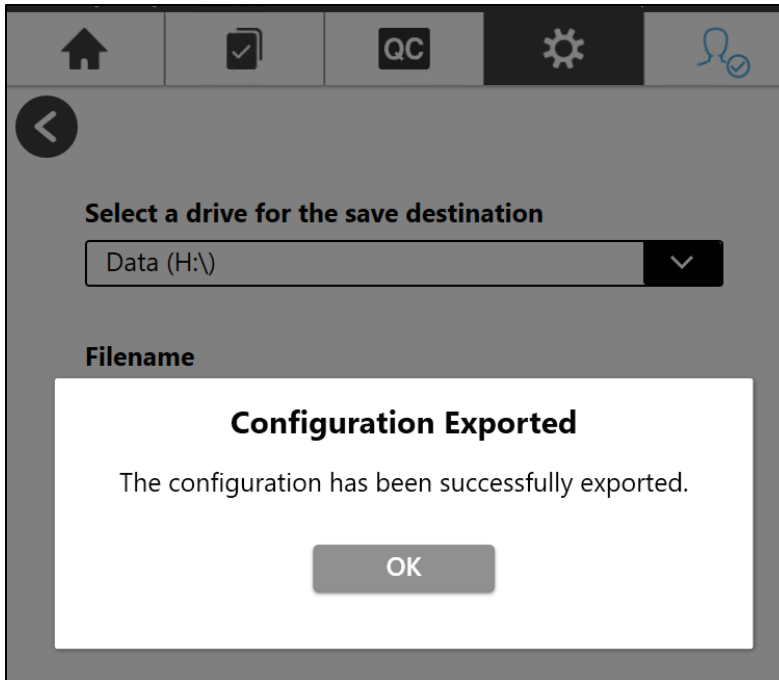 QC
Select a drive for the save destination
Data (H:\)
Filename
Configuration Exported
The configuration has been successfully exported.
OK